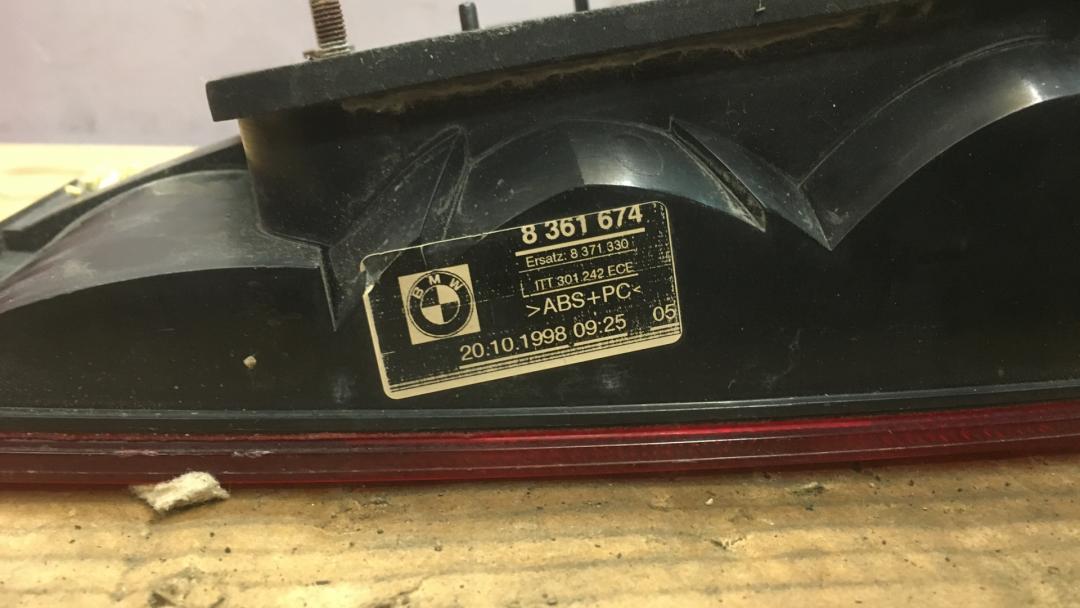 8 361 674
Ersatz: 8 371 330
ITT 301.242 ECE
BMW
>ABS+PC<
20.10.1998 09:25 05